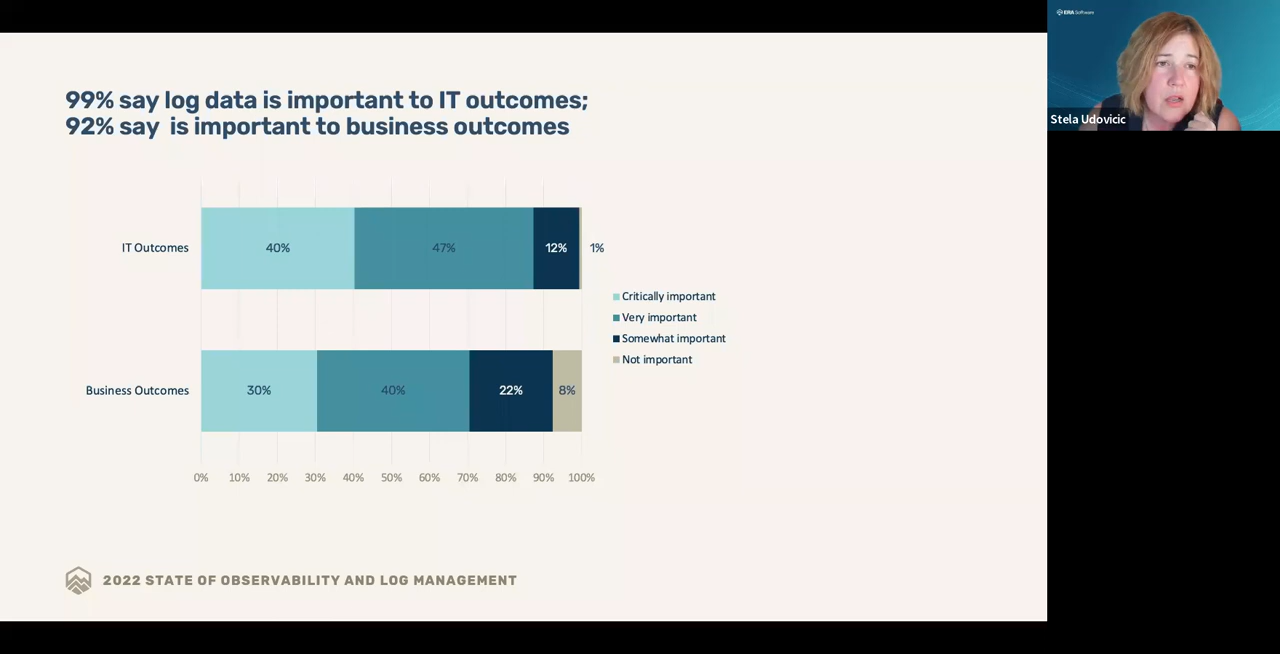 99% say log data is important to IT outcomes;
92% say  is important to business outcomes
IT Outcomes
40%
47%
12%
1%
Business Outcomes
30%
40%
22%
8%
Critically important
Very important
Somewhat important
Not important
0% 10% 20% 30% 40% 50% 60% 70% 80% 90% 100%
2022 STATE OF OBSERVABILITY AND LOG MANAGEMENT
ERA Software
Stela Udovicic